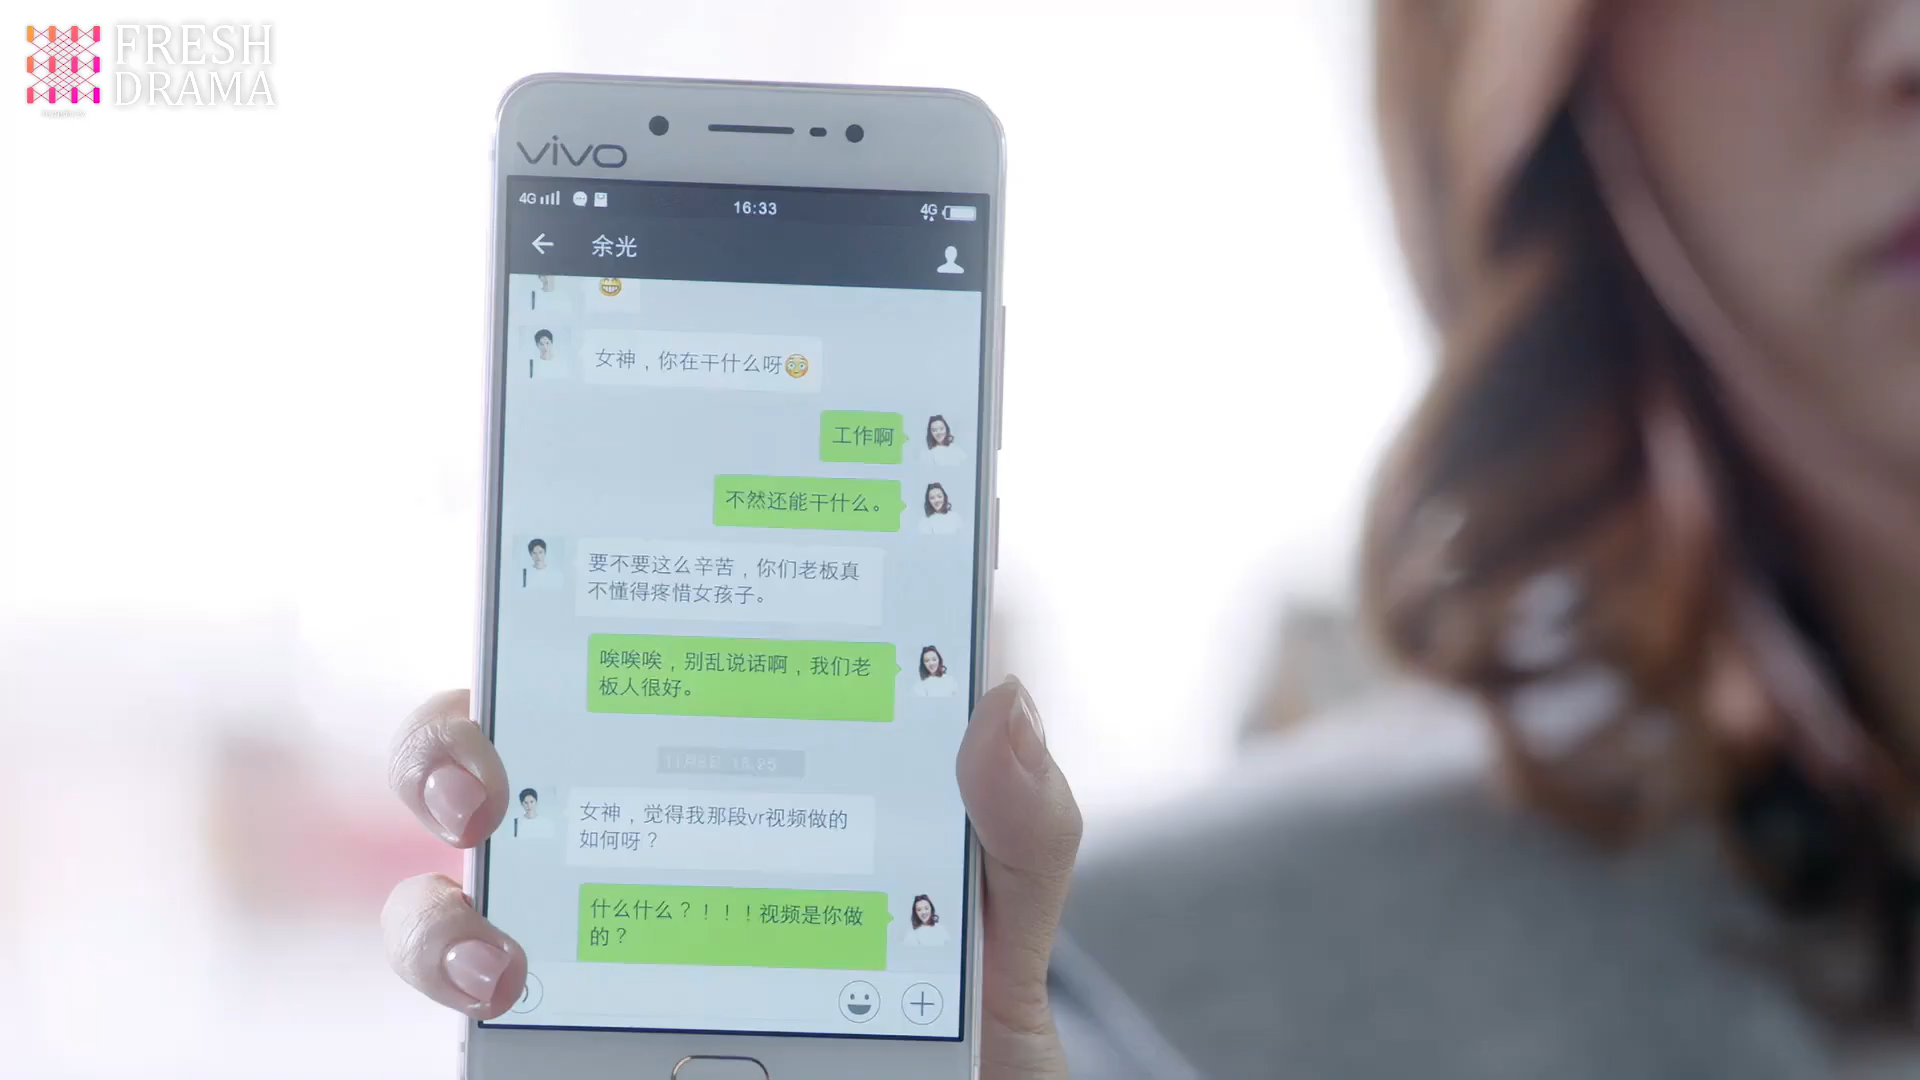 FRESH
DRAMA
vivo
4G
16:33
4G
余光
女神，你在干什么呀
工作啊
不然还能干什么。
要不要这么辛苦，你们老板真
不懂得疼惜女孩子。
唉唉唉，别乱说话啊，我们老
板人很好。
女神，觉得我那段vr视频做的
如何呀？
什么什么？！！！视频是你做
的？